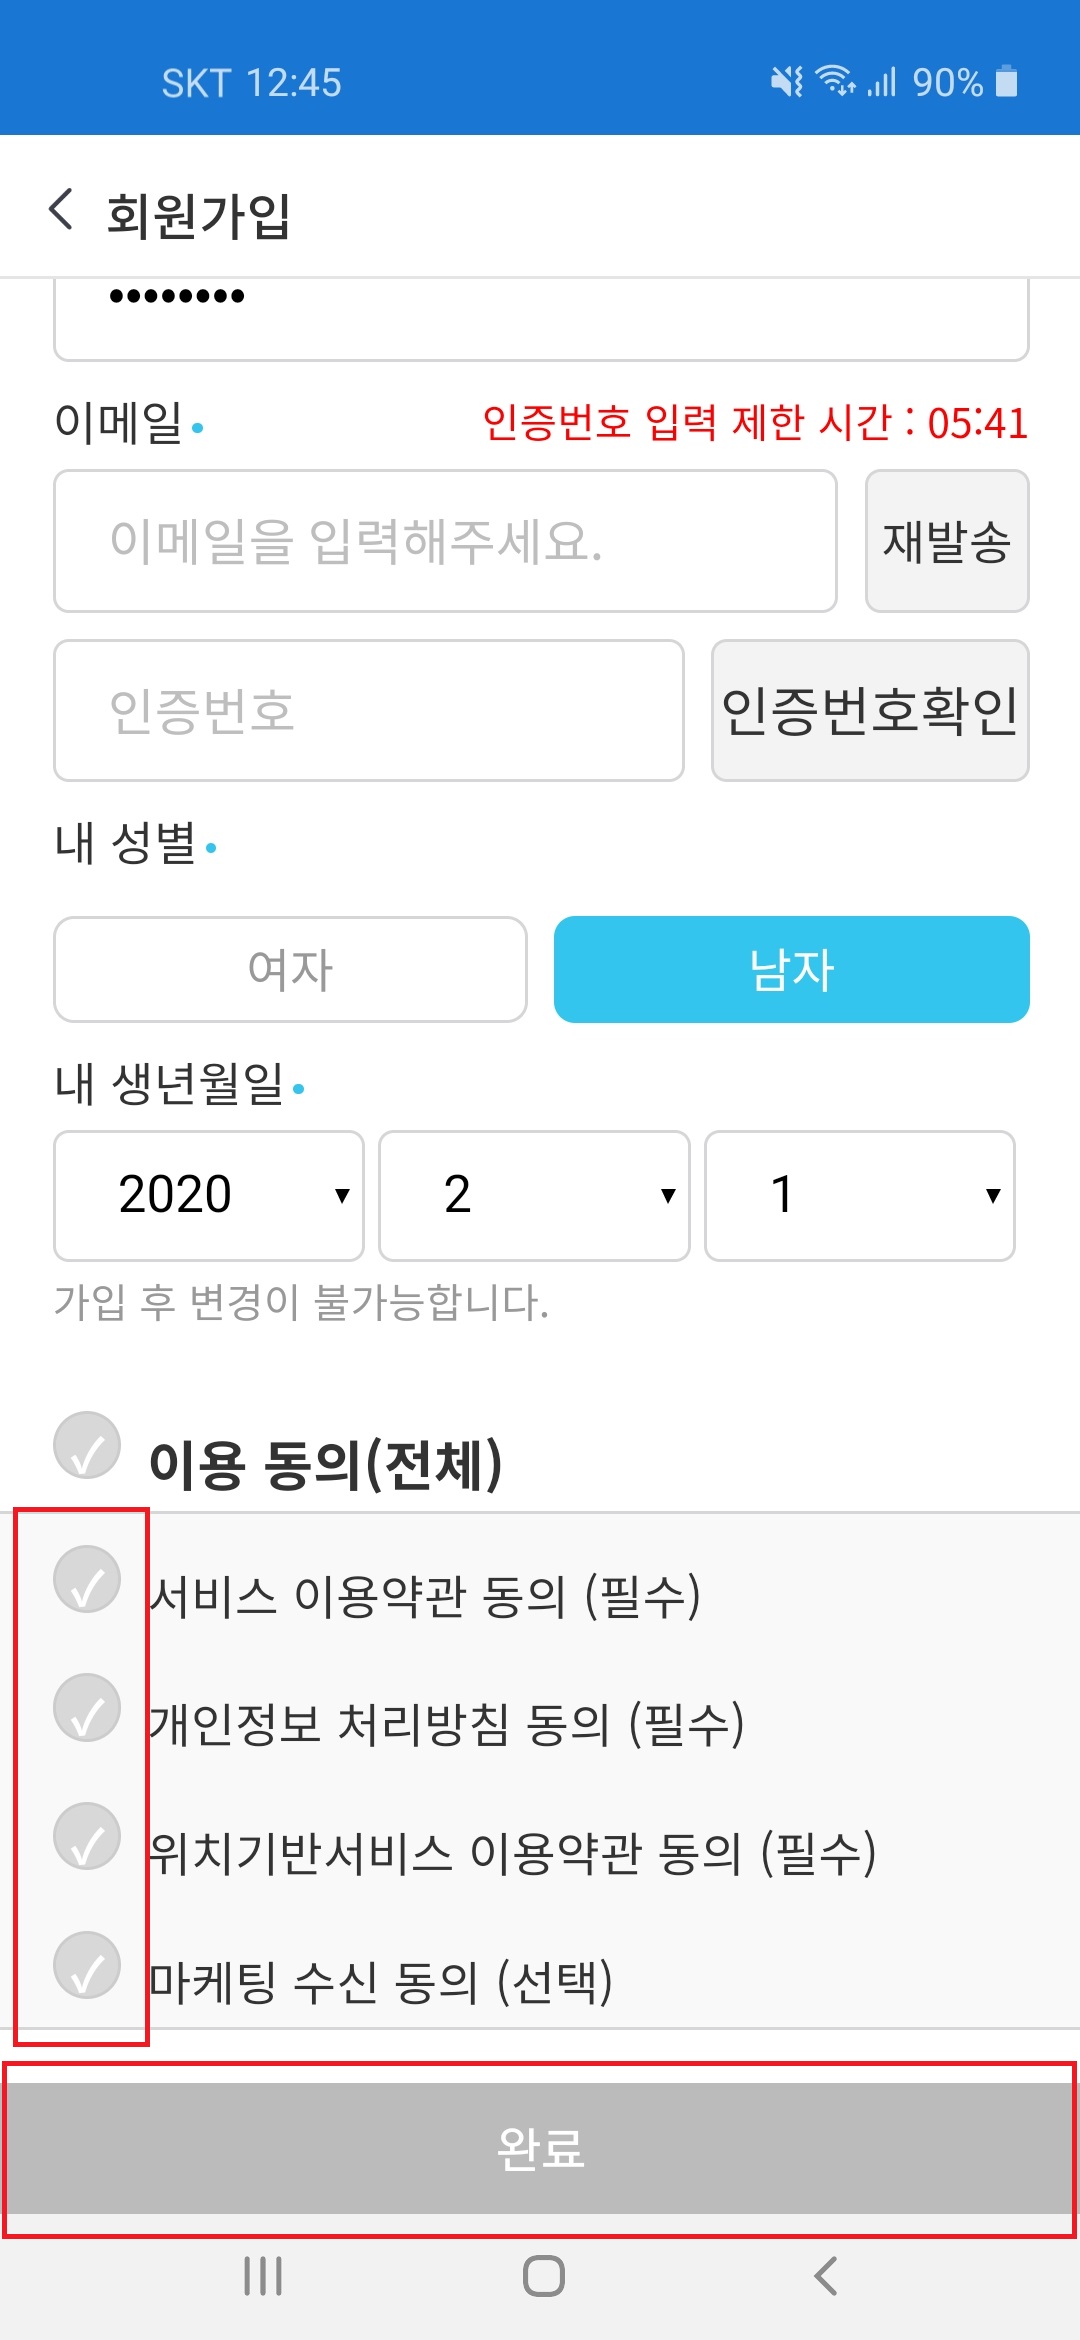 SKT 12:45 90%
회원가입
••••••••
이메일• 인증번호 입력 제한 시간 : 05:41
이메일을 입력해주세요. 재발송
인증번호 인증번호확인
내 성별•
여자 남자
내 생년월일•
2020 2 1
가입 후 변경이 불가능합니다.
이용 동의(전체)
서비스 이용약관 동의 (필수)
개인정보 처리방침 동의 (필수)
위치기반서비스 이용약관 동의 (필수)
마케팅 수신 동의 (선택)
완료